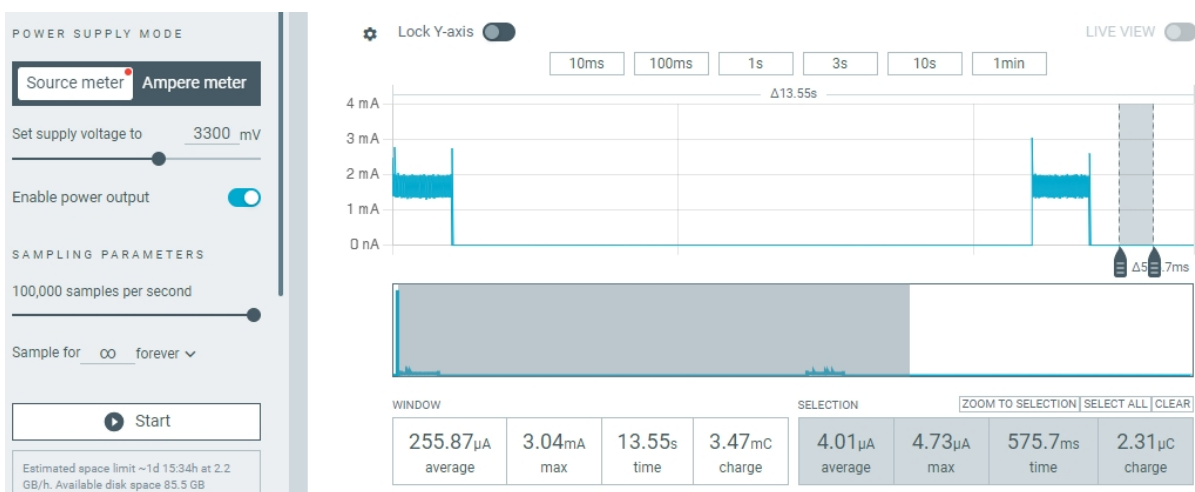 POWER SUPPLY MODE
Source meter Ampere meter
Set supply voltage to 3300 mV
Enable power output
SAMPLING PARAMETERS
100,000 samples per second
Sample for ∞ forever
Start
Estimated space limit ~1d 15:34h at 2.2
GB/h. Available disk space 85.5 GB
Lock Y-axis
LIVE VIEW
10ms 100ms 1s 3s 10s 1min
Δ13.55s
4 mA
3 mA
2 mA
1 mA
0 nA
.7ms
WINDOW
255.87μA 3.04mA 13.55s 3.47mC
average max time charge
SELECTION ZOOM TO SELECTION SELECT ALL CLEAR
4.01μA 4.73μA 575.7ms 2.31μC
average max time charge